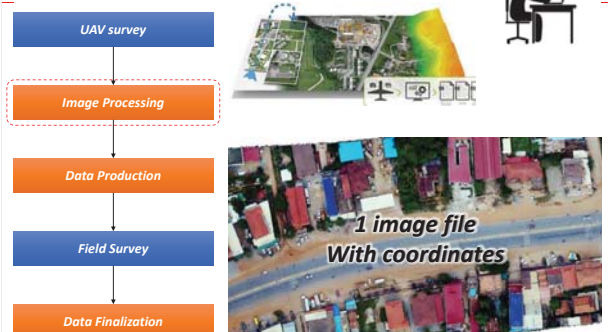 UAV survey
Image Processing
Data Production
Field Survey
Data Finalization
1 image file
With coordinates